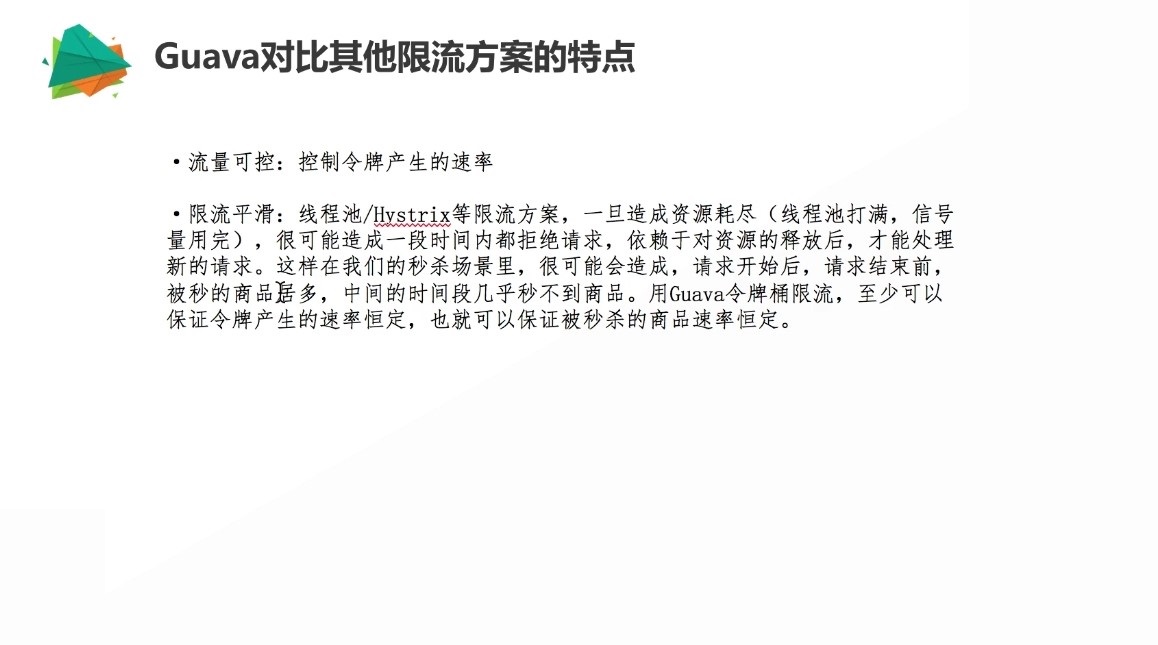 Guava对比其他限流方案的特点
•流量可控：控制令牌产生的速率
•限流平滑：线程池/Hystrix等限流方案，一旦造成资源耗尽（线程池打满，信号
量用完），很可能造成一段时间内都拒绝请求，依赖于对资源的释放后，才能处理
新的请求。这样在我们的秒杀场景里，很可能会造成，请求开始后，请求结束前，
被秒的商品居多，中间的时间段几乎秒不到商品。用Guava令牌桶限流，至少可以
保证令牌产生的速率恒定，也就可以保证被秒杀的商品速率恒定。